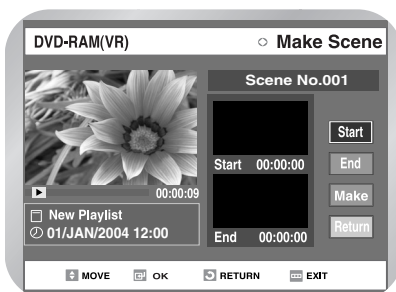 DVD-RAM(VR)
Make Scene
Scene No.001
00:00:09
New Playlist
01/JAN/2004 12:00
Start 00:00:00
End 00:00:00
Start
End
Make
Return
MOVE OK RETURN EXIT